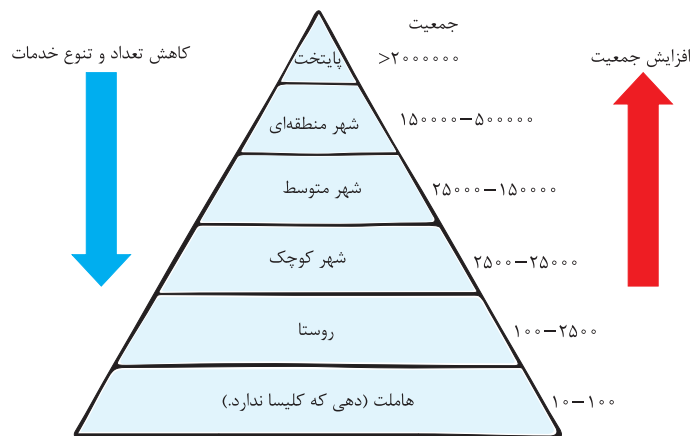 جمعیت
کاهش تعداد و تنوع خدمات
افزایش جمعیت
پایتخت
>۲۰۰۰۰۰۰
شهر منطقه‌ای
۱۵۰۰۰۰–۵۰۰۰۰۰
شهر متوسط
۲۵۰۰۰–۱۵۰۰۰۰
شهر کوچک
۲۵۰۰–۲۵۰۰۰
روستا
۱۰۰–۲۵۰۰
هاملت (دهی که کلیسا ندارد.)
۱۰–۱۰۰